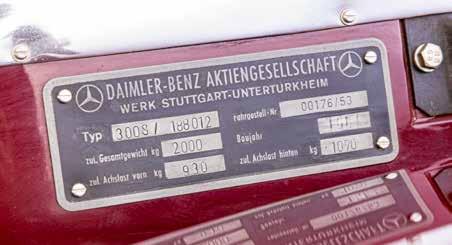 DAIMLER-BENZ AKTIENGESELLSCHAFT
WERK STUTTGART-UNTERTÜRKHEIM
Typ 300S/ 188012 Fahrgestell-Nr 00176/53
zul. Gesamtgewicht kg 2000 Baujahr
zul. Achslast vorn kg 930 zul. Achslast hinten kg 1070